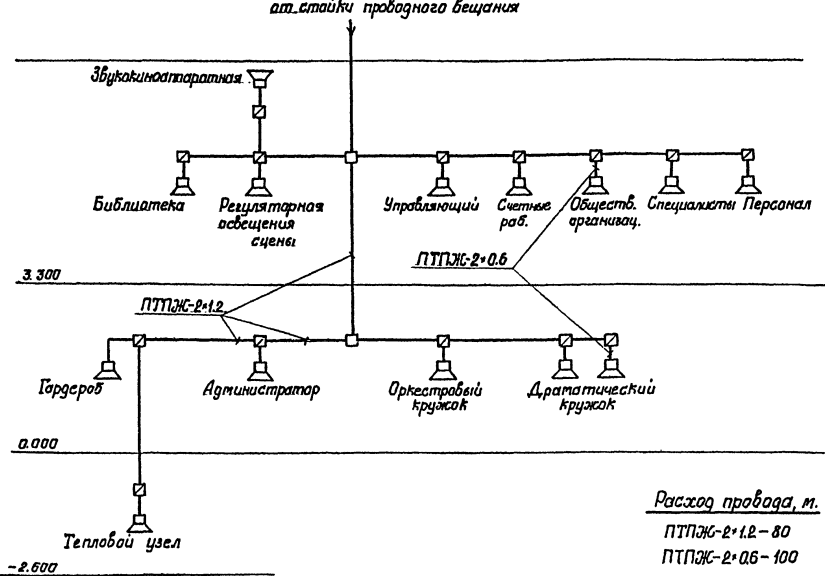 от стойки проводного вещания
Звукокиноаппаратная
Библиотека
Регуляторная
освещения
сцены
Управляющий
Счетные
раб.
Обществ.
организац.
Специалисты
Персонал
ПТПЖ-2×0.6
3.300
ПТПЖ-2×1.2
Гардероб
Администратор
Оркестровый
кружок
Драматический
кружок
0.000
Расход провода, м.
ПТПЖ-2×1.2-80
ПТПЖ-2×0.6-100
Тепловой узел
-2.600